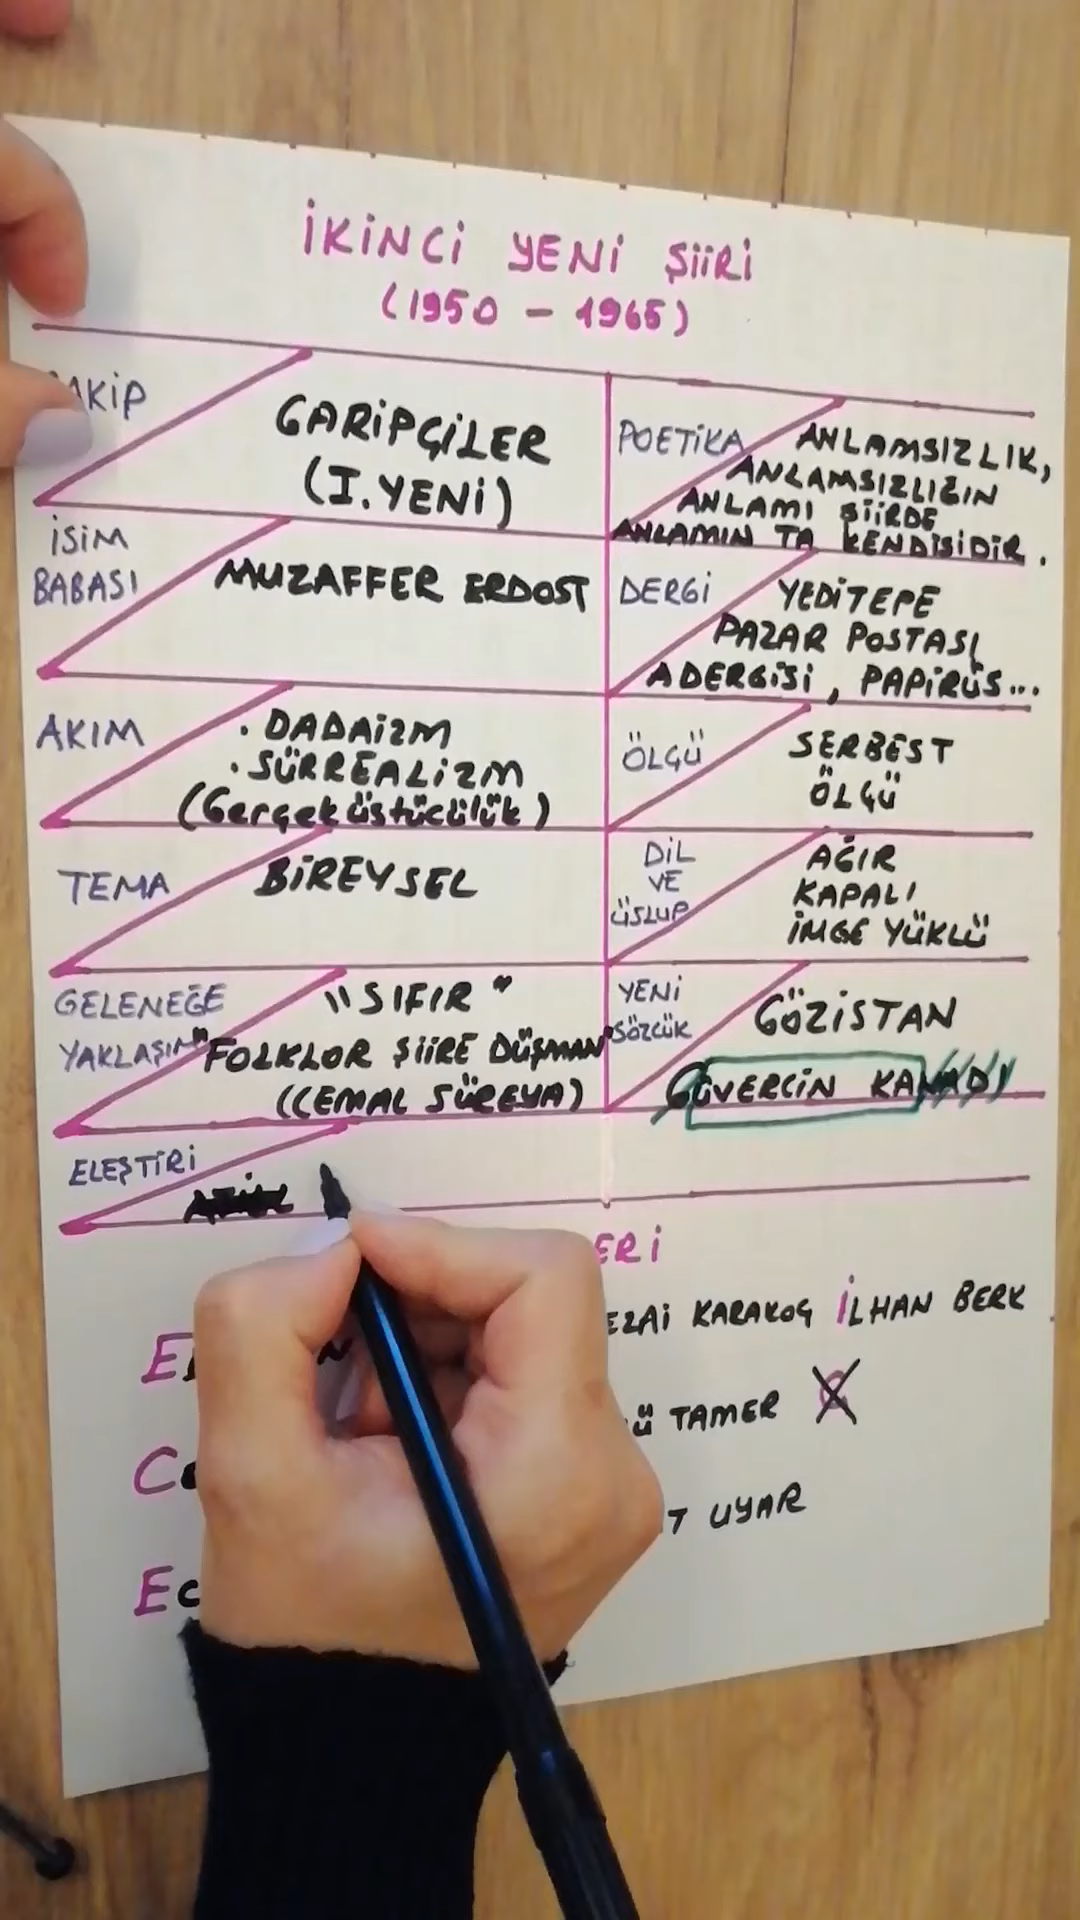 İKİNCİ YENİ ŞİİRİ
(1950 - 1965)
GARİPÇİLER
(I. YENİ)
İSİM
BABASI
MUZAFFER ERDOST
AKIM
. DADAİZM
. SÜRREALİZM
(Gerçeküstücülük)
TEMA
BİREYSEL
GELENEĞE
YAKLAŞIM
"SIFIR"
"FOLKLOR ŞİİRE DÜŞMAN"
(CEMAL SÜREYA)
ELEŞTİRİ
POETİKA
ANLAMSIZLIK,
ANLAMSIZLIĞIN
ANLAMI ŞİİRDE
ANLAMIN TA KENDİSİDİR.
DERGİ
YEDİTEPE
PAZAR POSTASI
A DERGİSİ, PAPİRÜS...
ÖLÇÜ
SERBEST
ÖLÇÜ
DİL
VE
ÜSLUP
AĞIR
KAPALI
İMGE YÜKLÜ
YENİ
SÖZCÜK
GÖZİSTAN
GÜVERCİN KANADI
KARAKOÇ İLHAN BERK
TAMER
UYAR